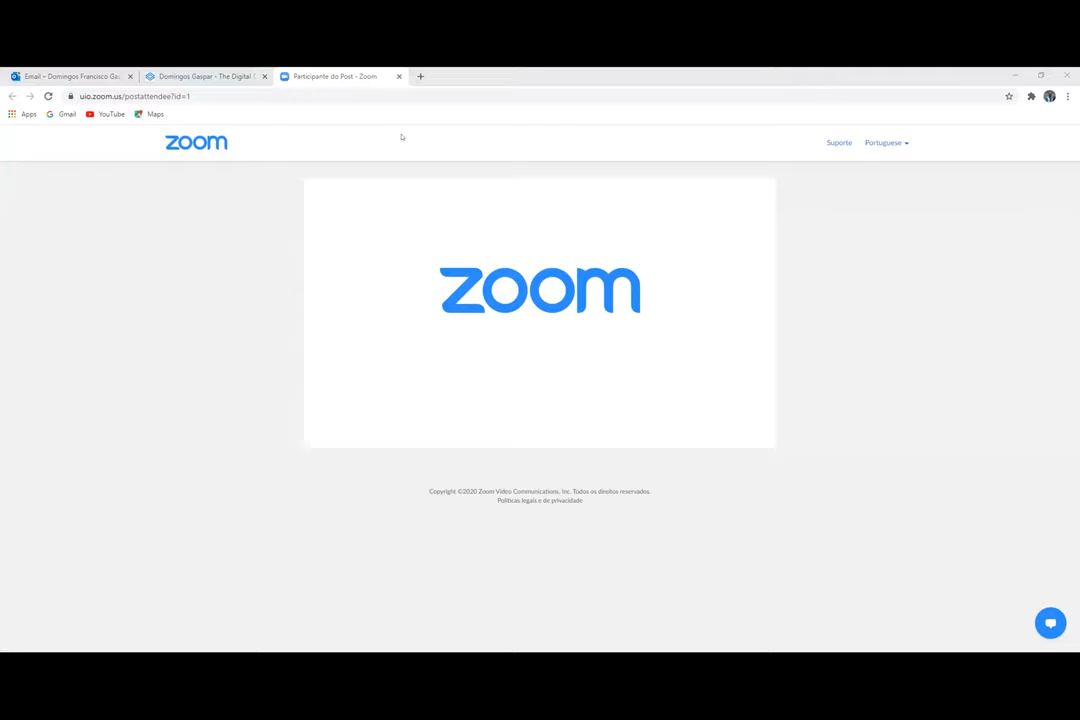 Email – Domingos Francisco Ga
Domingos Gaspar - The Digital
Participante do Post - Zoom
uio.zoom.us/postattendee?id=1
Apps
Gmail
YouTube
Maps
zoom
Suporte
Portuguese
zoom
Copyright ©2020 Zoom Video Communications, Inc. Todos os direitos reservados.
Políticas legais e de privacidade